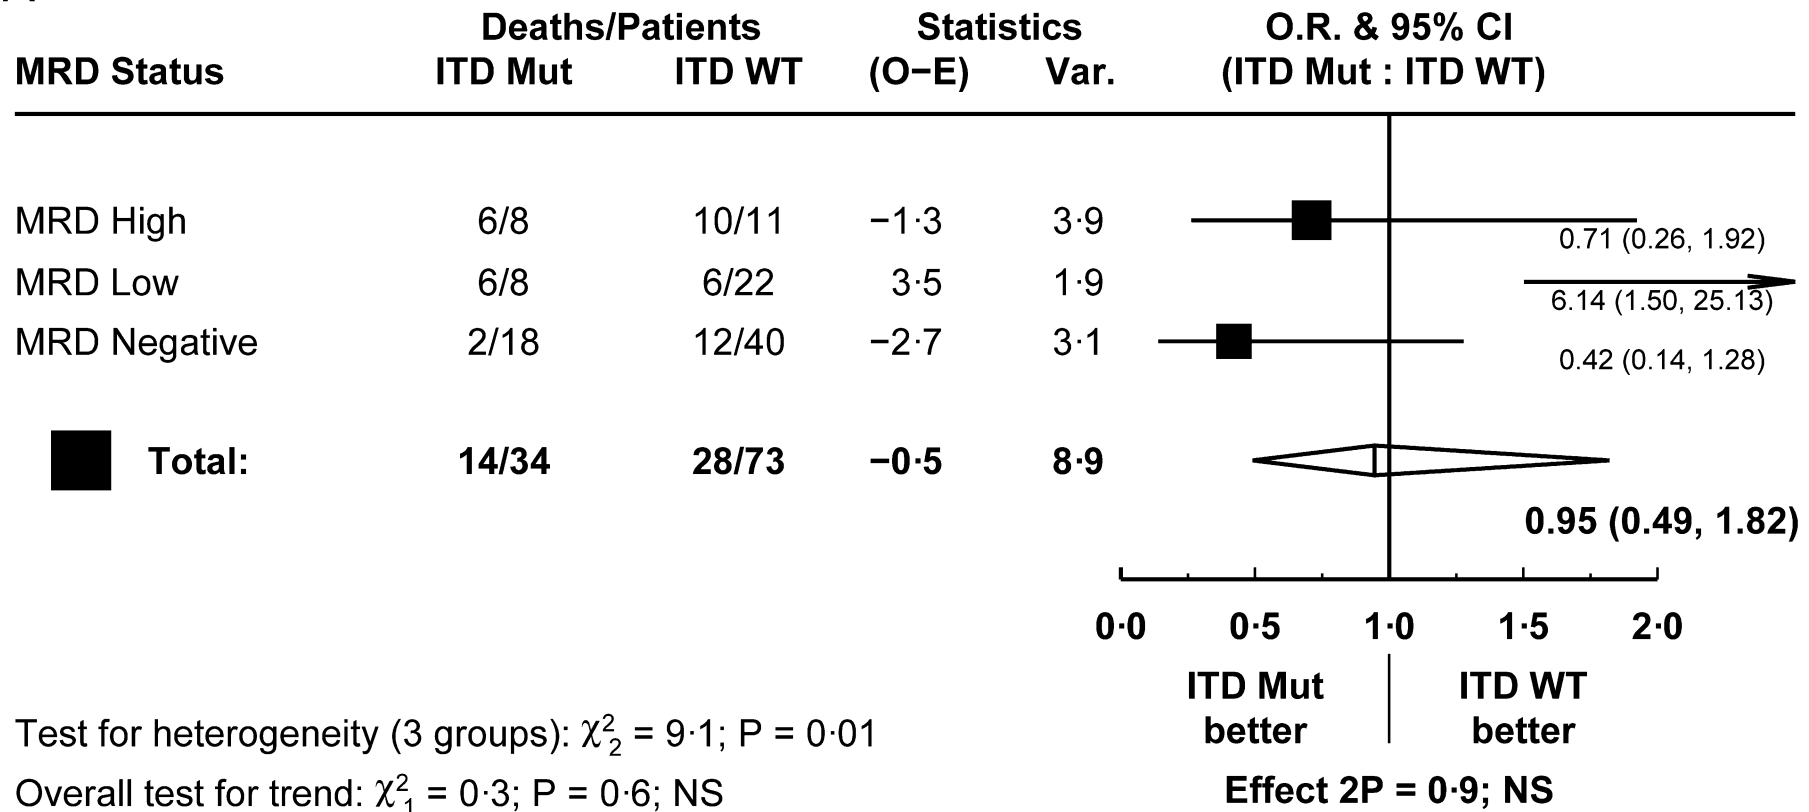 Deaths/Patients Statistics O.R. & 95% CI
MRD Status ITD Mut ITD WT (O−E) Var. (ITD Mut : ITD WT)
MRD High 6/8 10/11 −1·3 3·9 0.71 (0.26, 1.92)
MRD Low 6/8 6/22 3·5 1·9 6.14 (1.50, 25.13)
MRD Negative 2/18 12/40 −2·7 3·1 0.42 (0.14, 1.28)
Total: 14/34 28/73 −0·5 8·9
0.95 (0.49, 1.82)
0·0 0·5 1·0 1·5 2·0
ITD Mut ITD WT
better better
Test for heterogeneity (3 groups): χ²₂ = 9·1; P = 0·01
Overall test for trend: χ²₁ = 0·3; P = 0·6; NS
Effect 2P = 0·9; NS